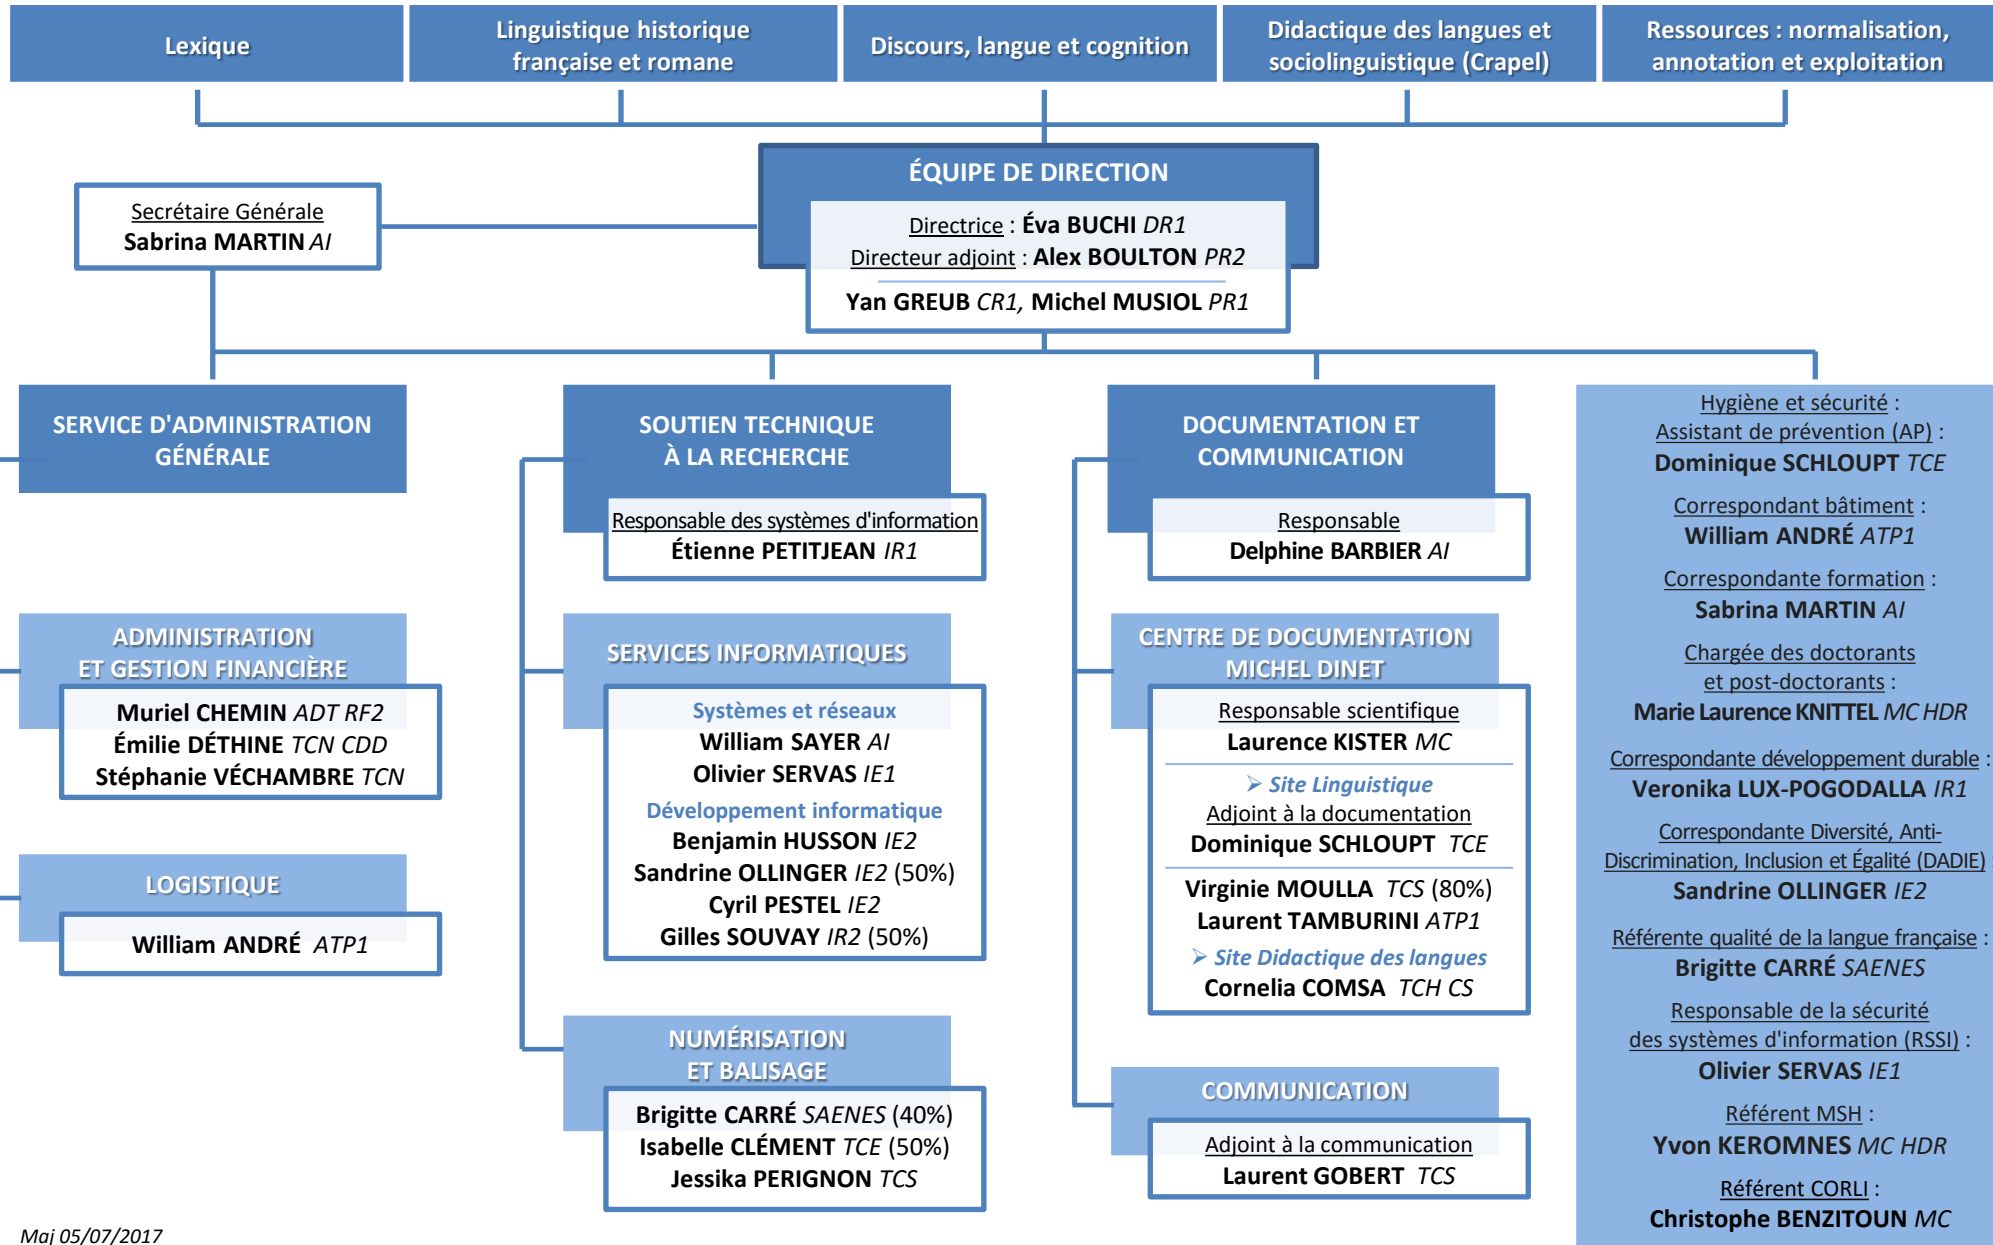 Lexique
Linguistique historique
française et romane
Discours, langue et cognition
Didactique des langues et
sociolinguistique (Crapel)
Ressources : normalisation,
annotation et exploitation
ÉQUIPE DE DIRECTION
Directrice : Éva BUCHI DR1
Directeur adjoint : Alex BOULTON PR2
Yan GREUB CR1, Michel MUSIOL PR1
Secrétaire Générale
Sabrina MARTIN AI
SERVICE D'ADMINISTRATION
GÉNÉRALE
ADMINISTRATION
ET GESTION FINANCIÈRE
Muriel CHEMIN ADT RF2
Émilie DÉTHINE TCN CDD
Stéphanie VÉCHAMBRE TCN
LOGISTIQUE
William ANDRÉ ATP1
SOUTIEN TECHNIQUE
À LA RECHERCHE
Responsable des systèmes d'information
Étienne PETITJEAN IR1
SERVICES INFORMATIQUES
Systèmes et réseaux
William SAYER AI
Olivier SERVAS IE1
Développement informatique
Benjamin HUSSON IE2
Sandrine OLLINGER IE2 (50%)
Cyril PESTEL IE2
Gilles SOUVAY IR2 (50%)
NUMÉRISATION
ET BALISAGE
Brigitte CARRÉ SAENES (40%)
Isabelle CLÉMENT TCE (50%)
Jessika PERIGNON TCS
DOCUMENTATION ET
COMMUNICATION
Responsable
Delphine BARBIER AI
CENTRE DE DOCUMENTATION
MICHEL DINET
Responsable scientifique
Laurence KISTER MC
➢ Site Linguistique
Adjoint à la documentation
Dominique SCHLOUPT TCE
Virginie MOULLA TCS (80%)
Laurent TAMBURINI ATP1
➢ Site Didactique des langues
Cornelia COMSA TCH CS
COMMUNICATION
Adjoint à la communication
Laurent GOBERT TCS
Hygiène et sécurité :
Assistant de prévention (AP) :
Dominique SCHLOUPT TCE
Correspondant bâtiment :
William ANDRÉ ATP1
Correspondante formation :
Sabrina MARTIN AI
Chargée des doctorants
et post-doctorants :
Marie Laurence KNITTEL MC HDR
Correspondante développement durable :
Veronika LUX-POGODALLA IR1
Correspondante Diversité, Anti-
Discrimination, Inclusion et Égalité (DADIE) :
Sandrine OLLINGER IE2
Référente qualité de la langue française :
Brigitte CARRÉ SAENES
Responsable de la sécurité
des systèmes d'information (RSSI) :
Olivier SERVAS IE1
Référent MSH :
Yvon KEROMNES MC HDR
Référent CORLI :
Christophe BENZITOUN MC
Maj 05/07/2017